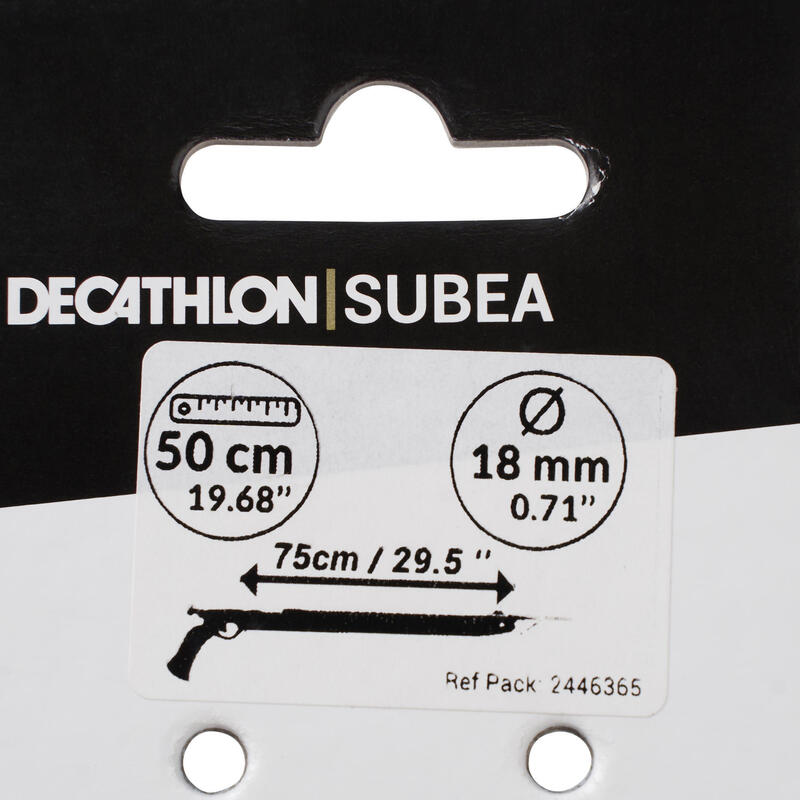 DECATHLON | SUBEA
50 cm
19.68”
Ø
18 mm
0.71”
75cm / 29.5 ”
Ref Pack: 2446365